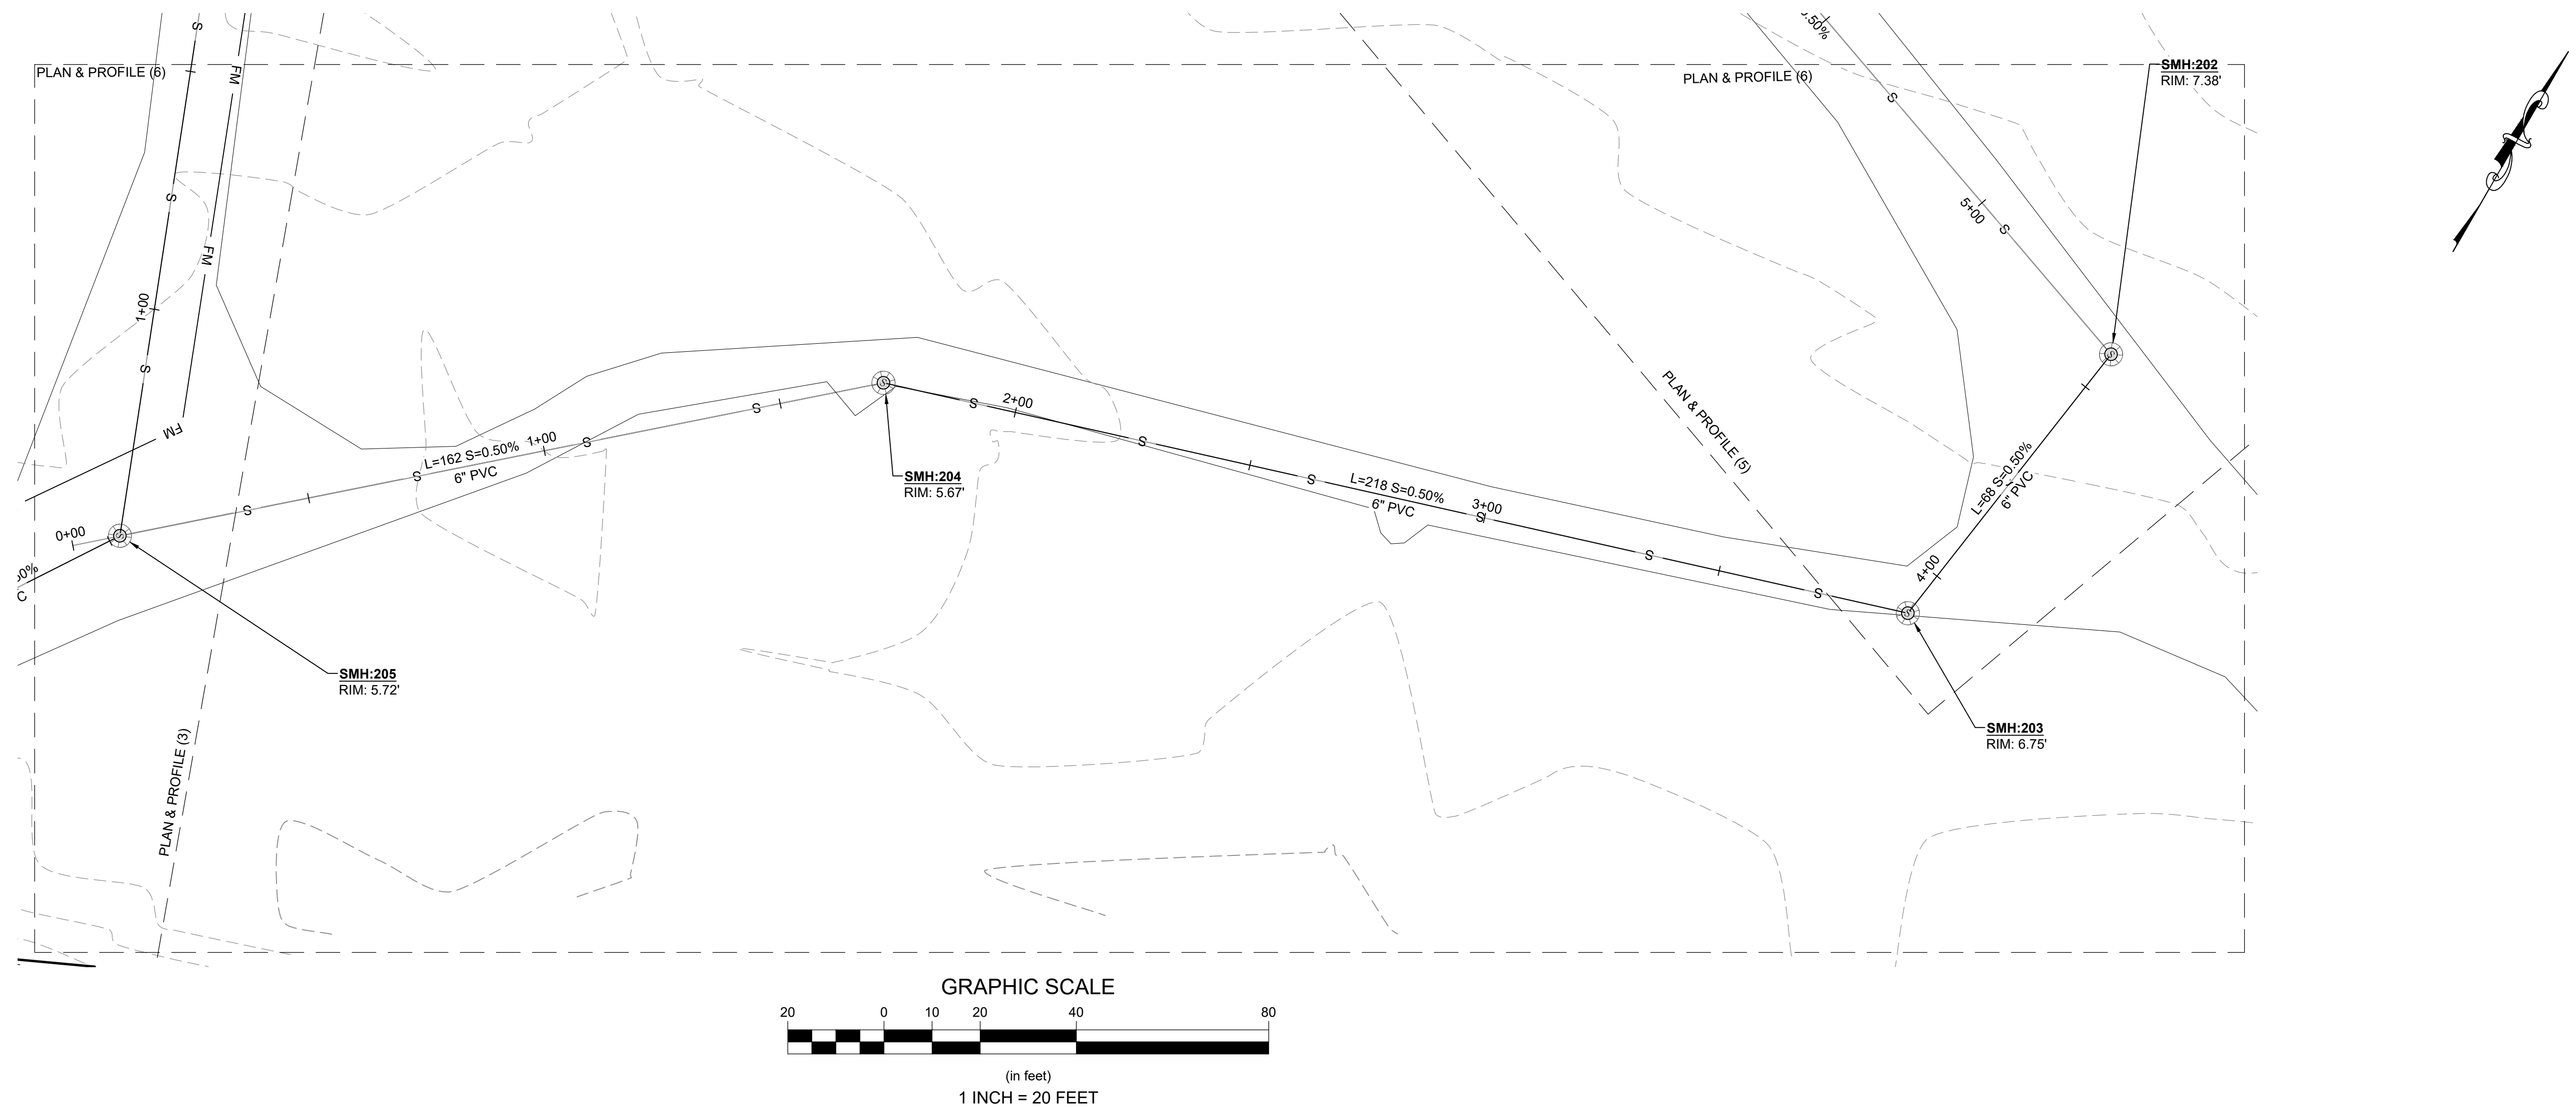 S
PLAN & PROFILE (6)
FM
.50%
PLAN & PROFILE (6)
SMH:202
RIM: 7.38'
S
S
FM
5+00
S
1+00
S
PLAN & PROFILE (5)
S
2+00
S
FM
L=162 S=0.50%
1+00
6" PVC
S
S
S
SMH:204
RIM: 5.67'
S
L=218 S=0.50%
6" PVC
S
3+00
S
L=68 S=0.50%
6" PVC
S
0+00
S
4+00
S
0%
C
SMH:205
RIM: 5.72'
SMH:203
RIM: 6.75'
PLAN & PROFILE (3)
GRAPHIC SCALE
20 0 10 20 40 80
(in feet)
1 INCH = 20 FEET